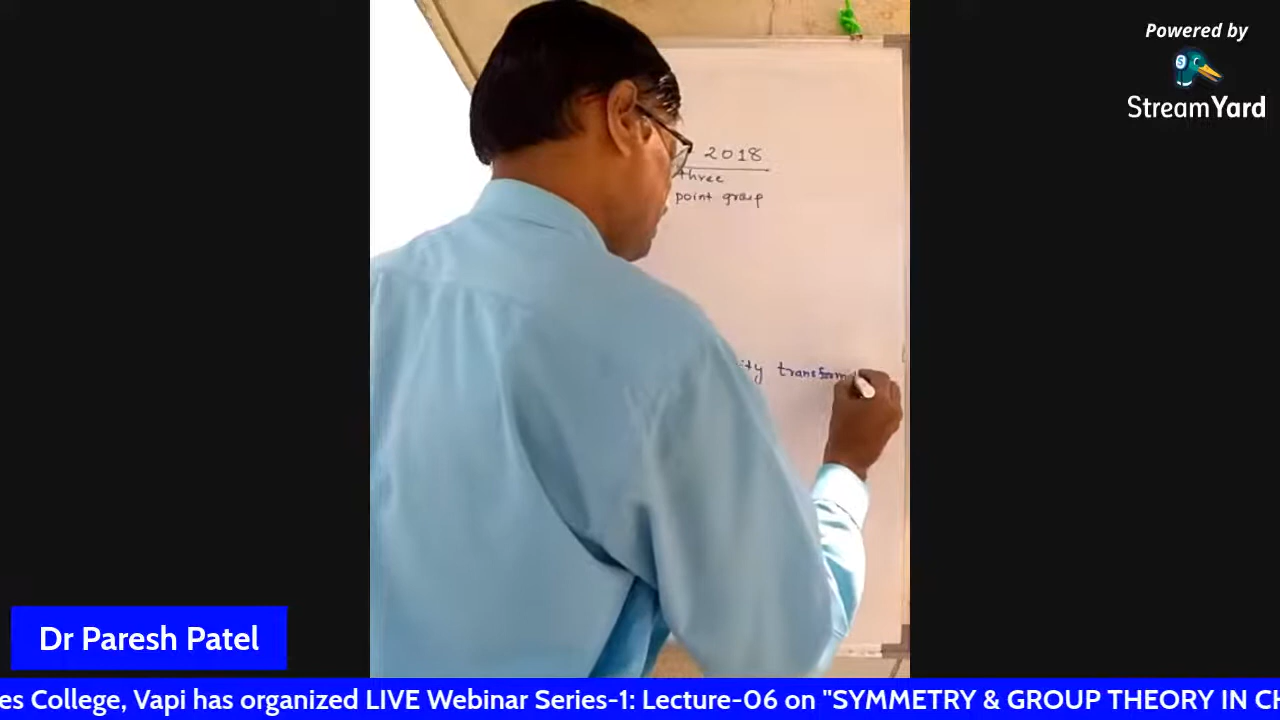 Powered by
StreamYard
2018
three
point group
ity transform
Dr Paresh Patel
es College, Vapi has organized LIVE Webinar Series-1: Lecture-06 on "SYMMETRY & GROUP THEORY IN CH